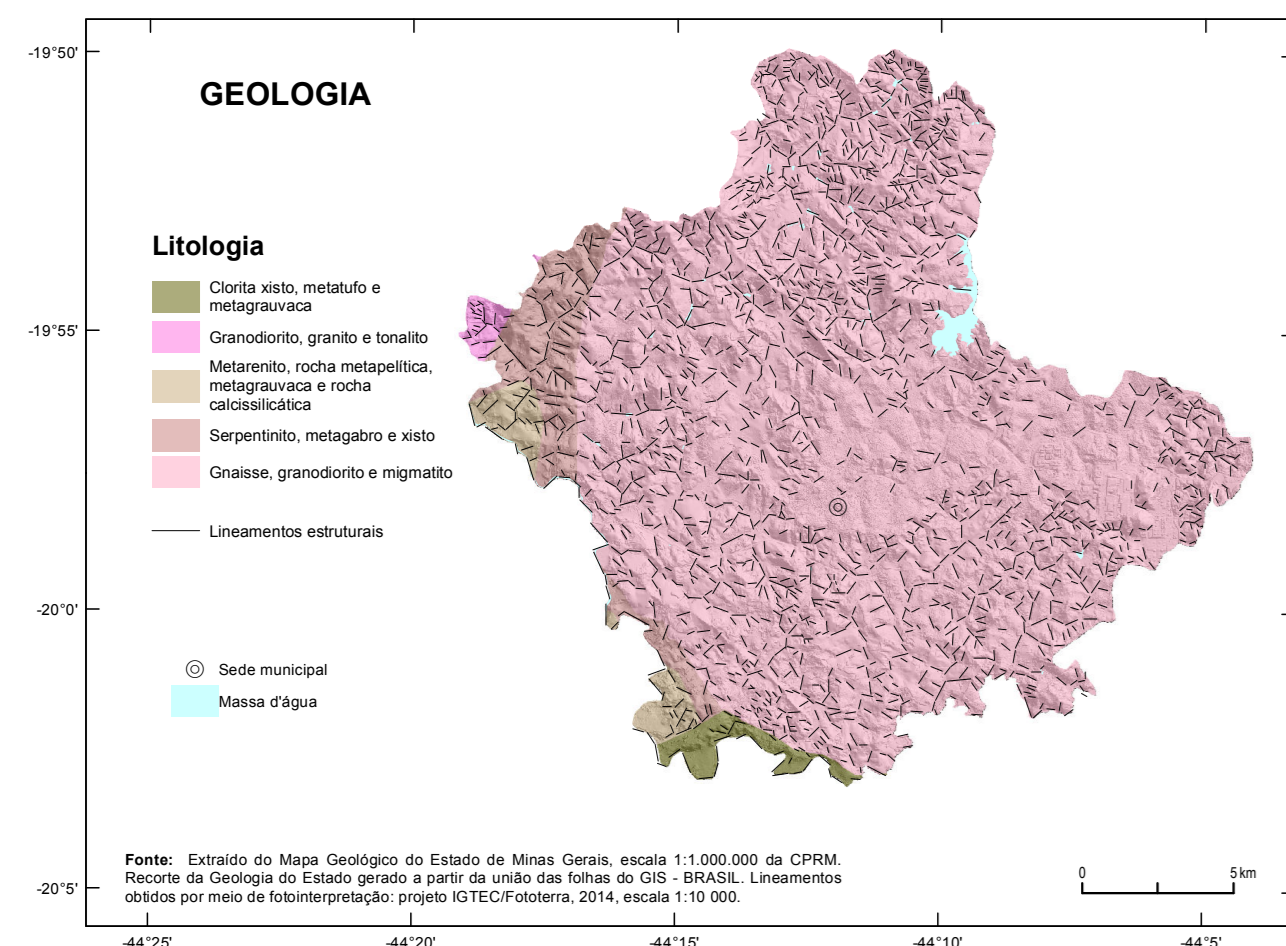 -19°50'
GEOLOGIA
Litologia
Clorita xisto, metatufo e
metagrauvaca
-19°55'
Granodiorito, granito e tonalito
Metarenito, rocha metapelítica,
metagrauvaca e rocha
calcissilicática
Serpentinito, metagabro e xisto
Gnaisse, granodiorito e migmatito
Lineamentos estruturais
-20°0'
Sede municipal
Massa d'água
Fonte: Extraído do Mapa Geológico do Estado de Minas Gerais, escala 1:1.000.000 da CPRM.
Recorte da Geologia do Estado gerado a partir da união das folhas do GIS - BRASIL. Lineamentos
obtidos por meio de fotointerpretação: projeto IGTEC/Fototerra, 2014, escala 1:10 000.
0 5 km
-20°5'
-44°25' -44°20' -44°15' -44°10' -44°5'